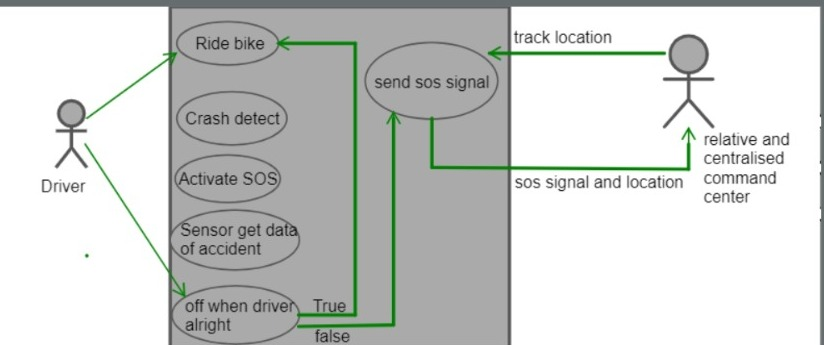 Ride bike
track location
send sos signal
Crash detect
relative and
centralised
command
center
Activate SOS
sos signal and location
Driver
Sensor get data
of accident
off when driver
alright
True
false